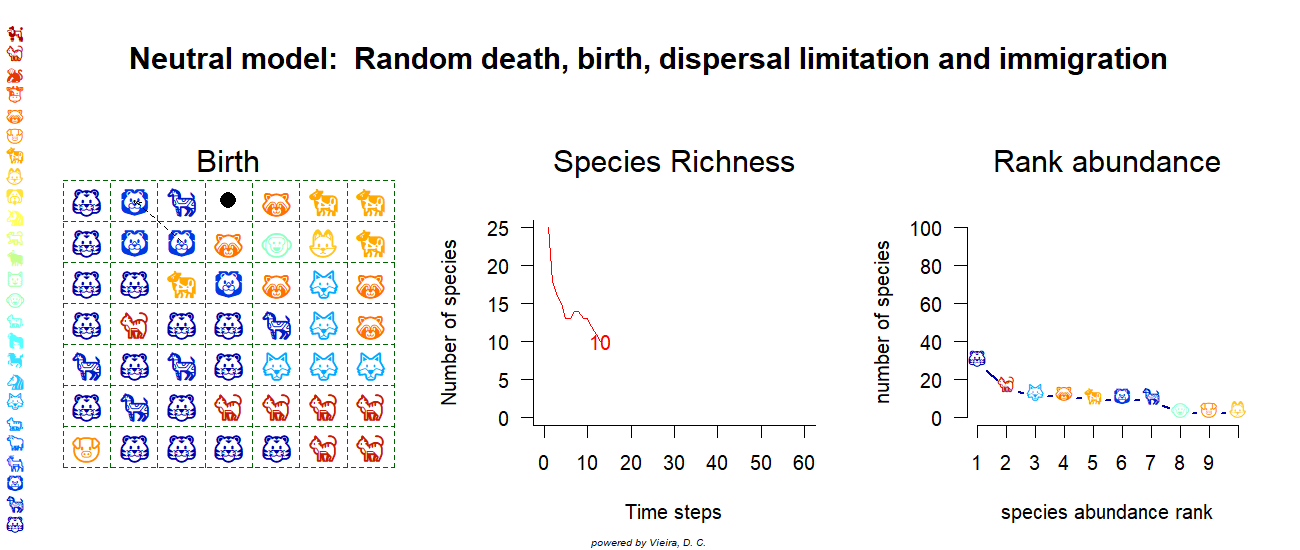 Neutral model:  Random death, birth, dispersal limitation and immigration
Birth
Species Richness
Number of species
25
20
15
10
5
0
10
0 10 20 30 40 50 60
Time steps
Rank abundance
number of species
100
80
60
40
20
0
1 2 3 4 5 6 7 8 9
species abundance rank
powered by Vieira, D. C.